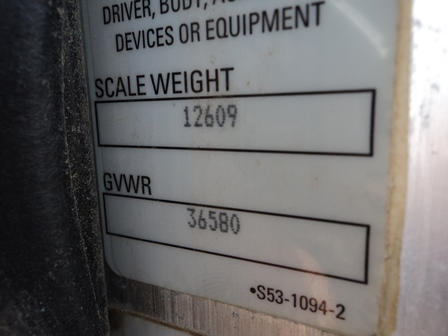 DRIVER, BODY,
DEVICES OR EQUIPMENT
SCALE WEIGHT
12609
GVWR
36580
•S53-1094-2